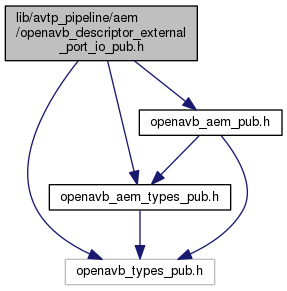 lib/avtp_pipeline/aem
/openavb_descriptor_external
_port_io_pub.h
openavb_aem_pub.h
openavb_aem_types_pub.h
openavb_types_pub.h